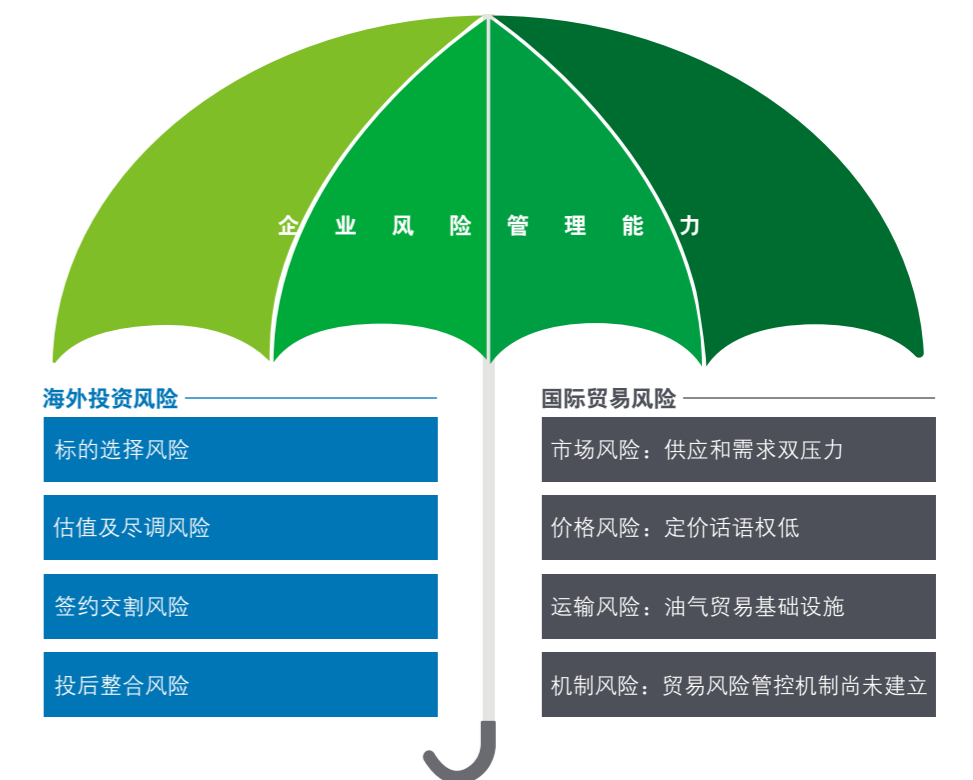 企业风险管理能力
海外投资风险
标的选择风险
估值及尽调风险
签约交割风险
投后整合风险
国际贸易风险
市场风险：供应和需求双压力
价格风险：定价话语权低
运输风险：油气贸易基础设施
机制风险：贸易风险管控机制尚未建立